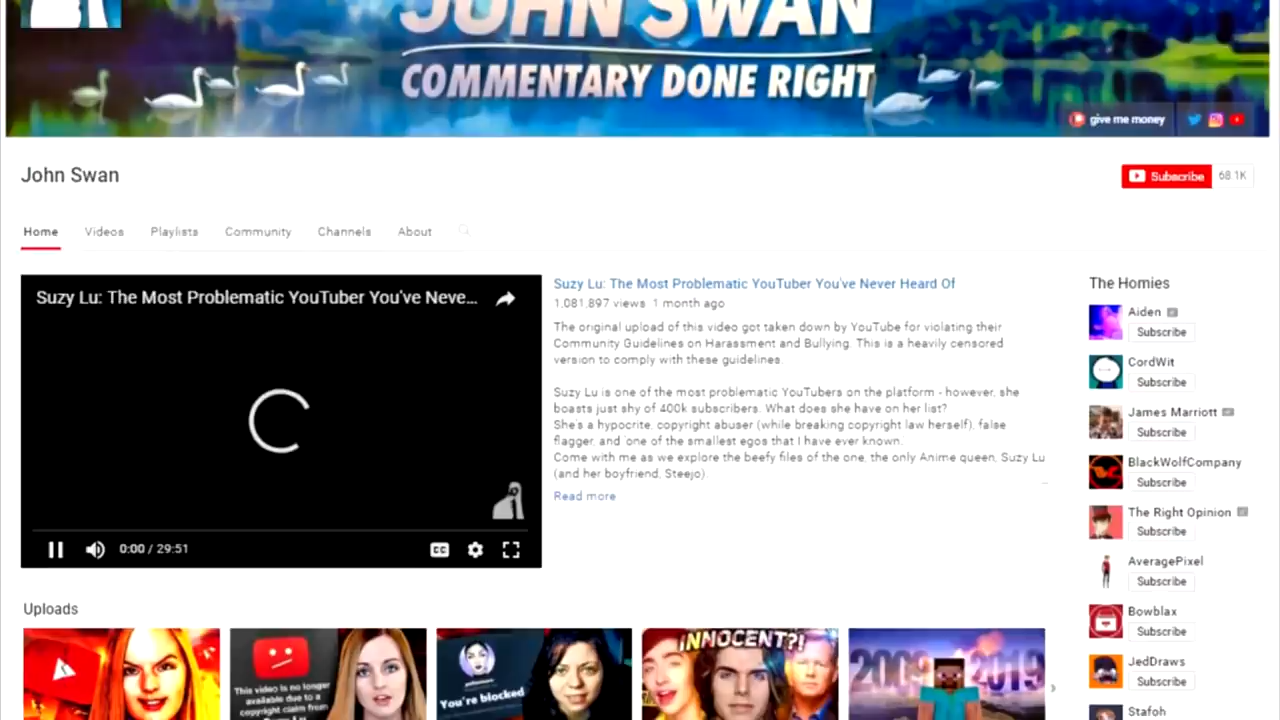 JOHN SWAN
COMMENTARY DONE RIGHT
give me money
John Swan
Subscribe 68.1K
Home Videos Playlists Community Channels About
Suzy Lu: The Most Problematic YouTuber You've Neve...
0:00 / 29:51
CC
Suzy Lu: The Most Problematic YouTuber You've Never Heard Of
1,081,897 views 1 month ago
The original upload of this video got taken down by YouTube for violating their
Community Guidelines on Harassment and Bullying. This is a heavily censored
version to comply with these guidelines.
Suzy Lu is one of the most problematic YouTubers on the platform - however, she
boasts just shy of 400k subscribers. What does she have on her list?
She's a hypocrite, copyright abuser (while breaking copyright law herself), false
flagger, and one of the smallest egos that I have ever known.
Come with me as we explore the beefy files of the one, the only Anime queen, Suzy Lu
(and her boyfriend, Steejo).
Read more
The Homies
Aiden
Subscribe
CordWit
Subscribe
James Marriott
Subscribe
BlackWolfCompany
Subscribe
The Right Opinion
Subscribe
AveragePixel
Subscribe
Bowblax
Subscribe
JedDraws
Subscribe
Stafoh
Uploads
This video is no longer
available due to a
copyright claim from
You're blocked
INNOCENT?!
2009 2019